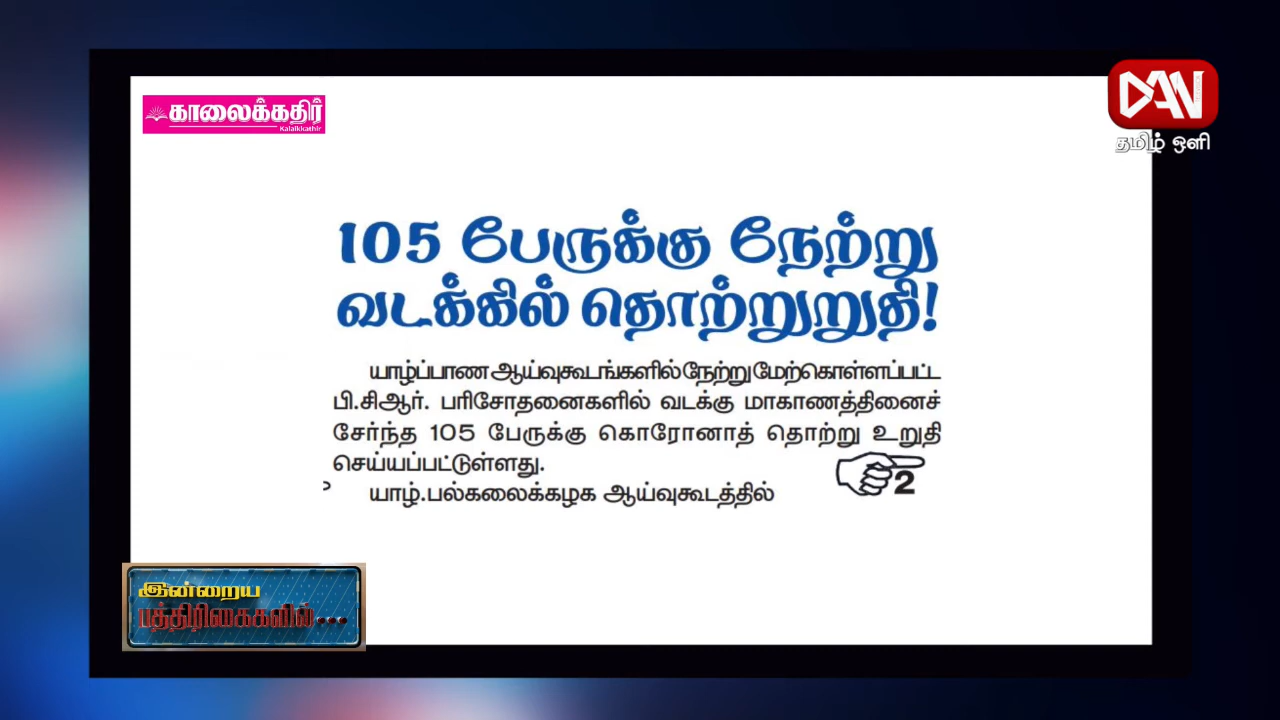 காலைக்கதிர்
Kalaikkathir
DAN
தமிழ் ஒளி
105 பேருக்கு நேற்று
வடக்கில் தொற்றுறுதி!
யாழ்ப்பாண ஆய்வுகூடங்களில் நேற்று மேற்கொள்ளப்பட்ட
பி.சிஆர். பரிசோதனைகளில் வடக்கு மாகாணத்தினைச்
சேர்ந்த 105 பேருக்கு கொரோனாத் தொற்று உறுதி
செய்யப்பட்டுள்ளது.
யாழ்.பல்கலைக்கழக ஆய்வுகூடத்தில்
2
இன்றைய
பத்திரிகைகளில்...